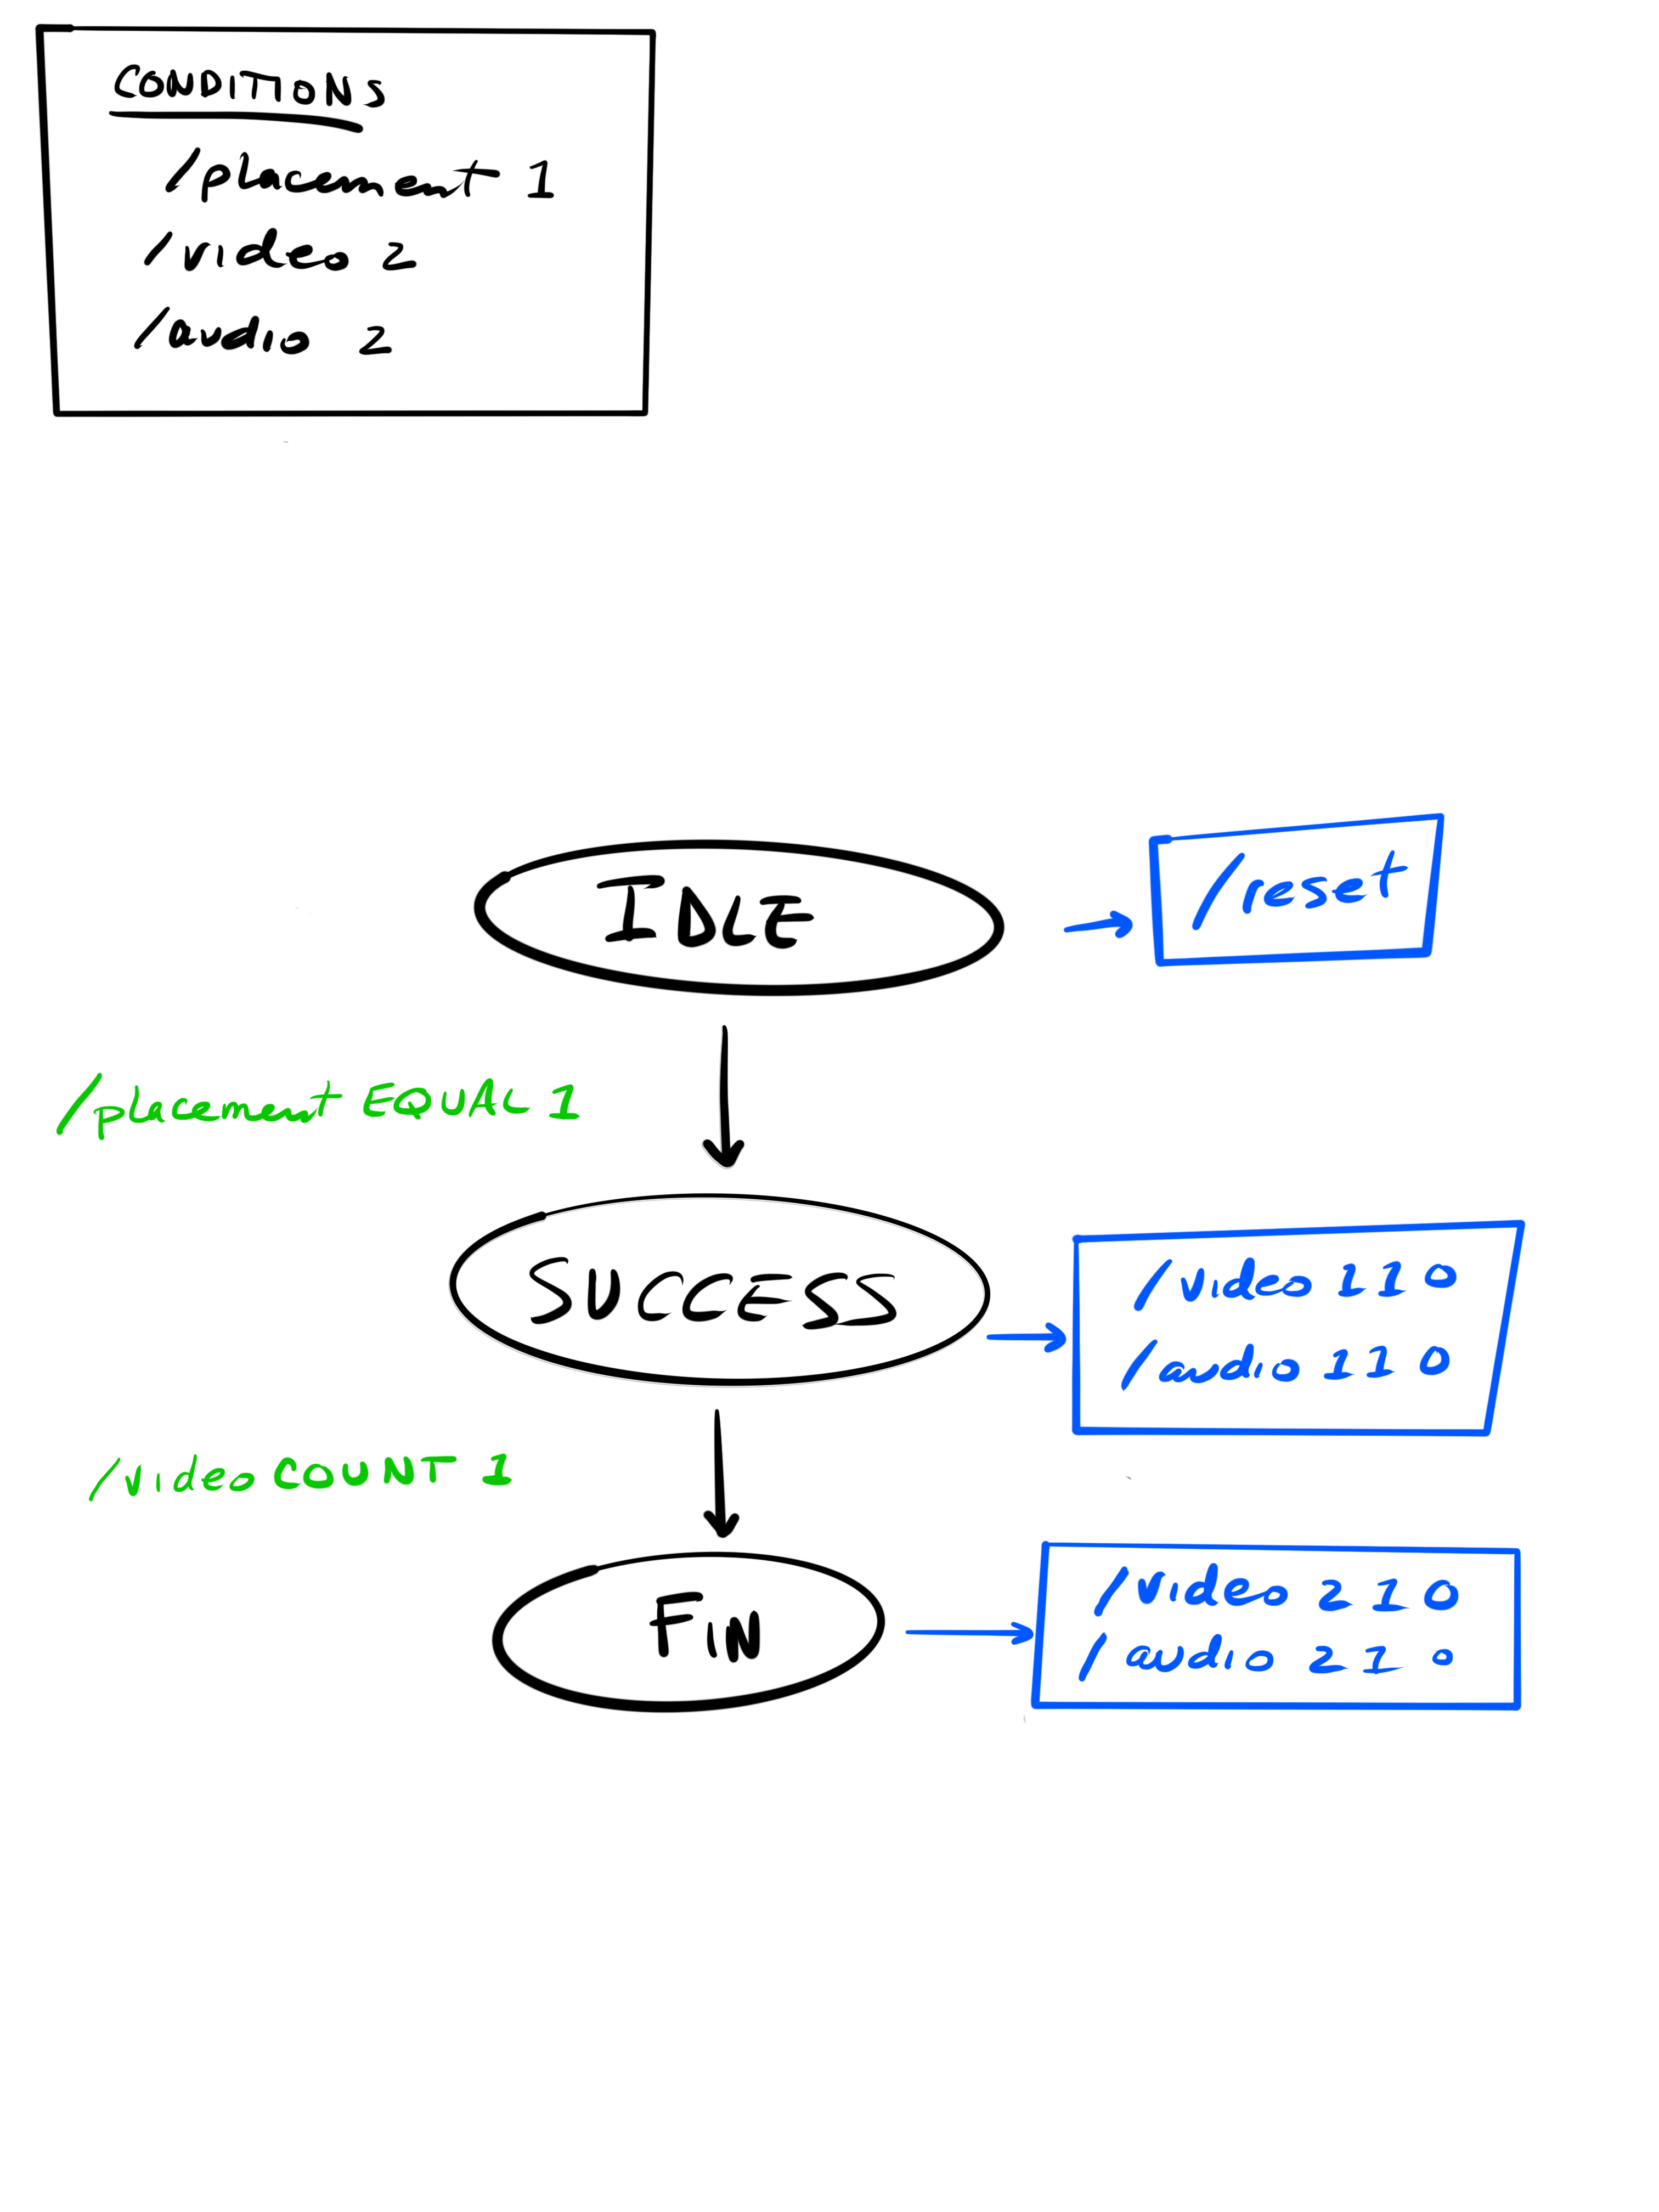 CONDITIONS
/placement 1
/video 2
/audio 2
IDLE
/reset
/placement EQUAL 1
SUCCESS
/video 1 1 0
/audio 1 1 0
/video COUNT 1
FIN
/video 2 1 0
/audio 2 1 0